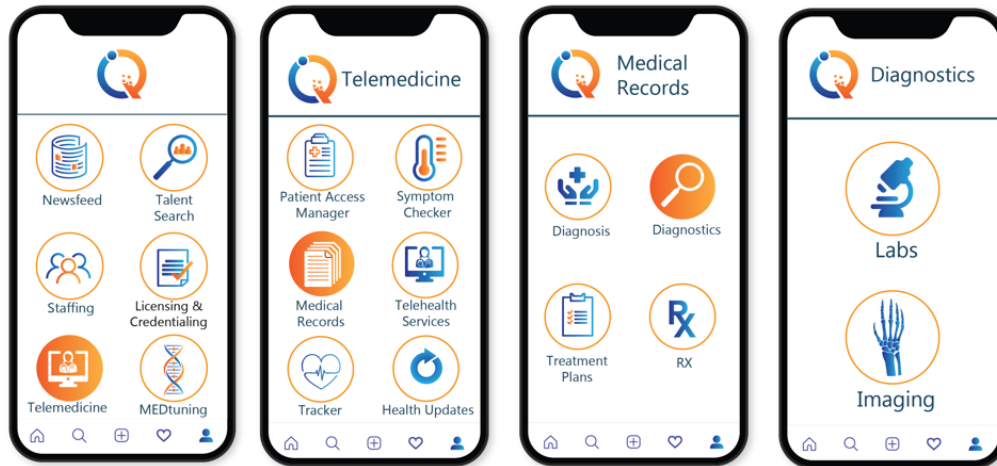 Newsfeed
Talent
Search
Staffing
Licensing &
Credentialing
Telemedicine
MEDtuning
Telemedicine
Patient Access
Manager
Symptom
Checker
Medical
Records
Telehealth
Services
Tracker
Health Updates
Medical
Records
Diagnosis
Diagnostics
Treatment
Plans
RX
RX
Diagnostics
Labs
Imaging